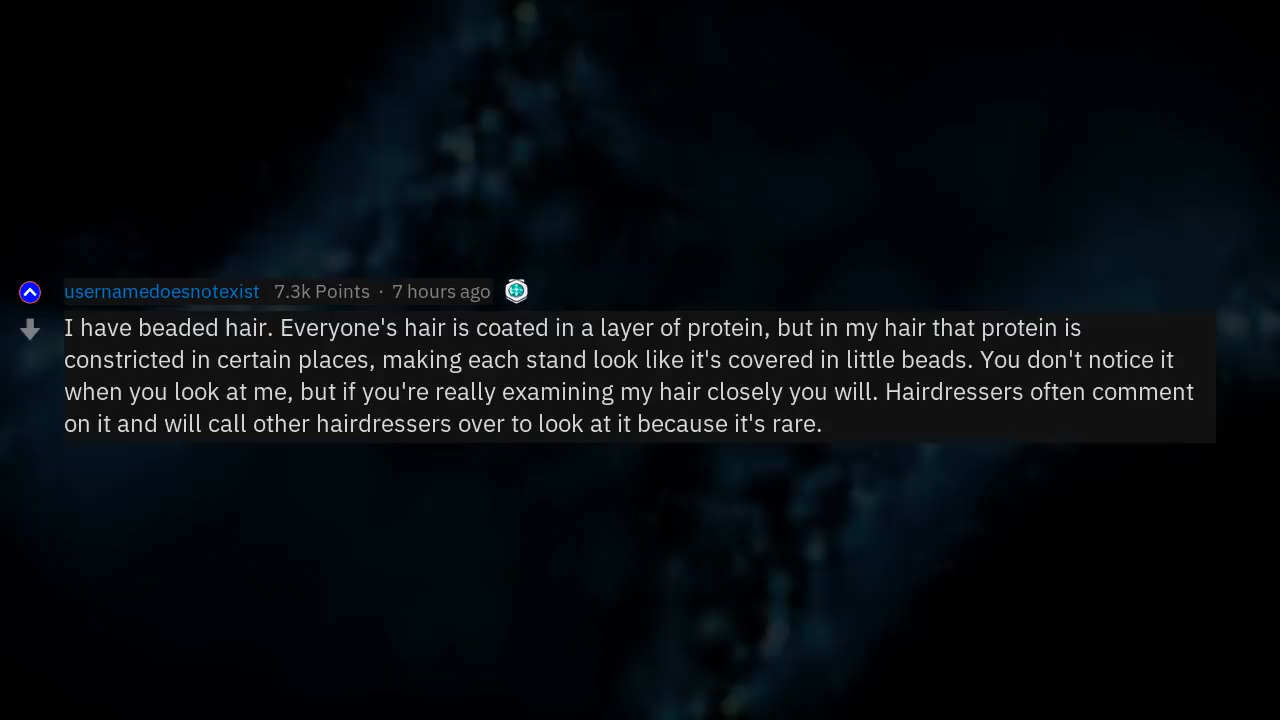 usernamedoesnotexist 7.3k Points · 7 hours ago
I have beaded hair. Everyone's hair is coated in a layer of protein, but in my hair that protein is
constricted in certain places, making each stand look like it's covered in little beads. You don't notice it
when you look at me, but if you're really examining my hair closely you will. Hairdressers often comment
on it and will call other hairdressers over to look at it because it's rare.